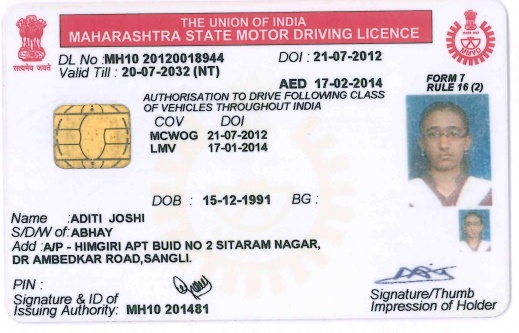 THE UNION OF INDIA
MAHARASHTRA STATE MOTOR DRIVING LICENCE
सत्यमेव जयते
DL No :MH10 20120018944 DOI : 21-07-2012
Valid Till : 20-07-2032 (NT)
AED 17-02-2014
FORM 7
RULE 16 (2)
AUTHORISATION TO DRIVE FOLLOWING CLASS
OF VEHICLES THROUGHOUT INDIA
COV DOI
MCWOG 21-07-2012
LMV 17-01-2014
DOB : 15-12-1991 BG :
Name :ADITI JOSHI
S/D/W of:ABHAY
Add :A/P - HIMGIRI APT BUID NO 2 SITARAM NAGAR,
DR AMBEDKAR ROAD,SANGLI.
PIN :
Signature & ID of
Issuing Authority: MH10 201481
Signature/Thumb
Impression of Holder